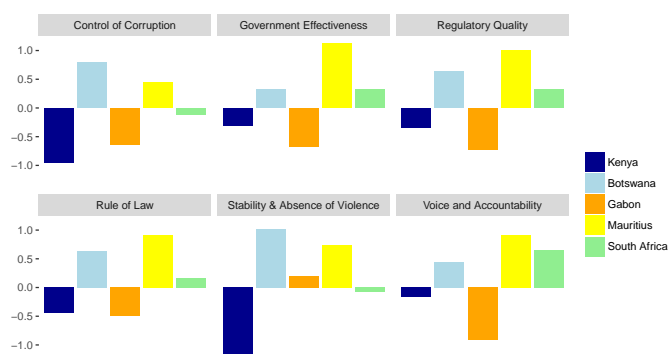 Control of Corruption
Government Effectiveness
Regulatory Quality
1.0
0.5
0.0
−0.5
−1.0
Rule of Law
Stability & Absence of Violence
Voice and Accountability
1.0
0.5
0.0
−0.5
−1.0
Kenya
Botswana
Gabon
Mauritius
South Africa